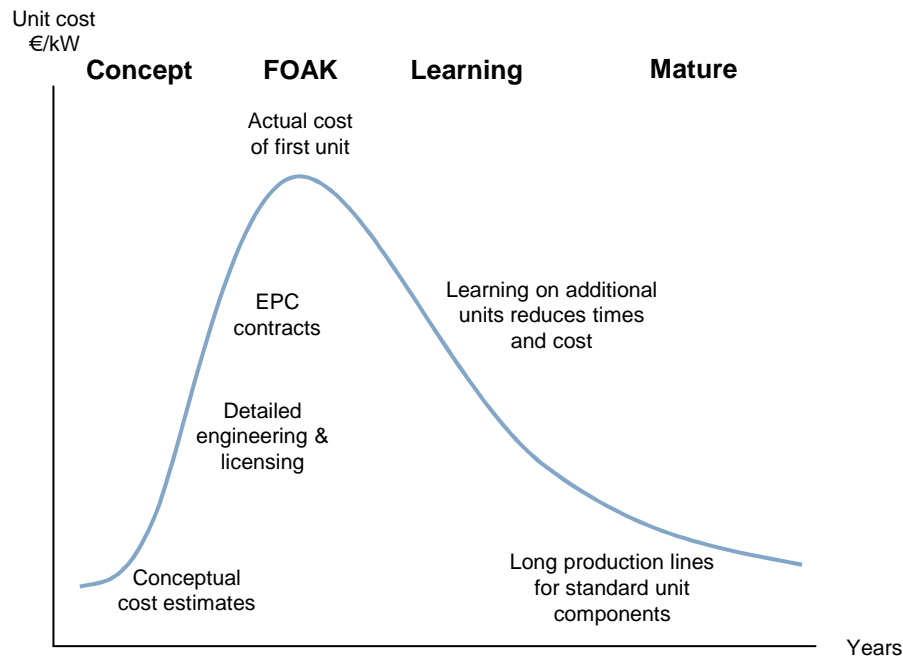 Unit cost
€/kW
Concept
FOAK
Learning
Mature
Actual cost
of first unit
EPC
contracts
Learning on additional
units reduces times
and cost
Detailed
engineering &
licensing
Conceptual
cost estimates
Long production lines
for standard unit
components
Years